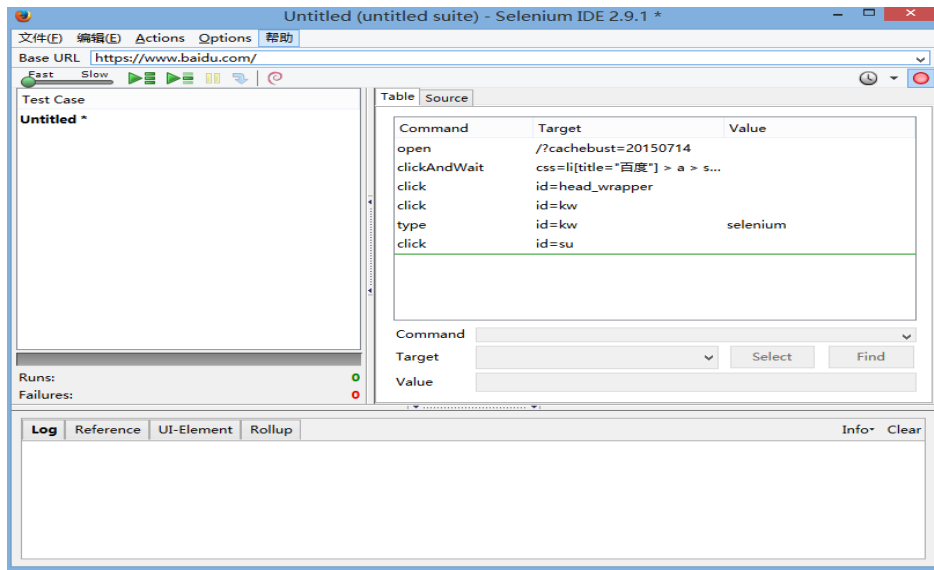 Untitled (untitled suite) - Selenium IDE 2.9.1 *
文件(F) 编辑(E) Actions Options 帮助
Base URL https://www.baidu.com/
Fast Slow
Test Case
Untitled *
Table Source
Command Target Value
open /?cachebust=20150714
clickAndWait css=li[title="百度"] > a > s...
click id=head_wrapper
click id=kw
type id=kw selenium
click id=su
Command
Target Select Find
Value
Runs: 0
Failures: 0
Log Reference UI-Element Rollup Info Clear